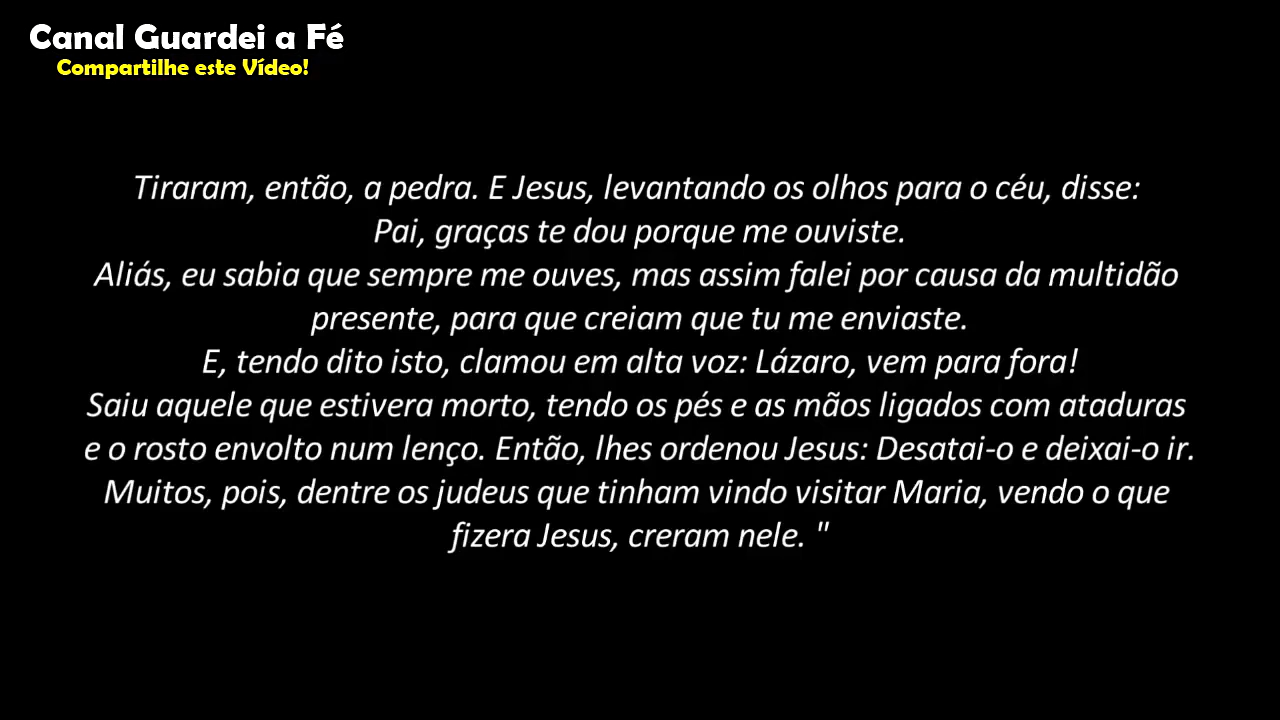 Canal Guardei a Fé
Compartilhe este Vídeo!
Tiraram, então, a pedra. E Jesus, levantando os olhos para o céu, disse:
Pai, graças te dou porque me ouviste.
Aliás, eu sabia que sempre me ouves, mas assim falei por causa da multidão
presente, para que creiam que tu me enviaste.
E, tendo dito isto, clamou em alta voz: Lázaro, vem para fora!
Saiu aquele que estivera morto, tendo os pés e as mãos ligados com ataduras
e o rosto envolto num lenço. Então, lhes ordenou Jesus: Desatai-o e deixai-o ir.
Muitos, pois, dentre os judeus que tinham vindo visitar Maria, vendo o que
fizera Jesus, creram nele. "